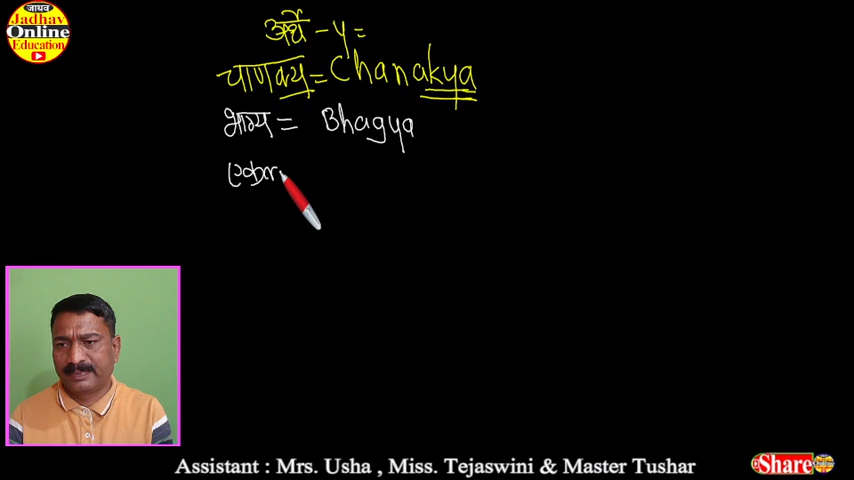 जाधव
Jadhav
Online
Education
अर्धे - y =
चाणक्य = Chanakya
भाग्य = Bhagya
Assistant : Mrs. Usha , Miss. Tejaswini & Master Tushar
Share